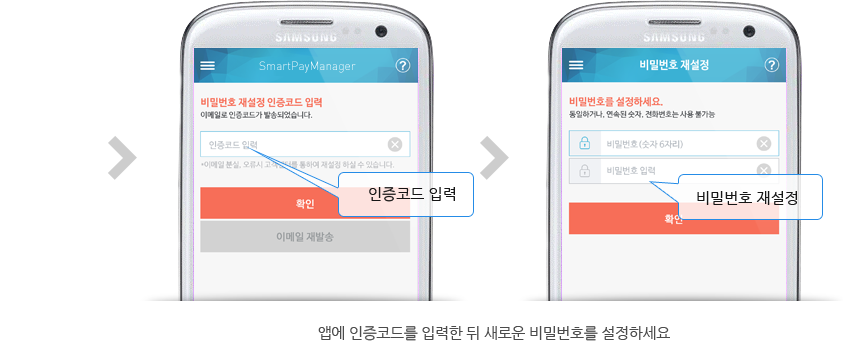 SAMSUNG
SmartPayManager
?
비밀번호 재설정 인증코드 입력
이메일로 인증코드가 발송되었습니다.
인증코드 입력
*이메일 분실, 오류시 고객 를 통하여 재설정 하실 수 있습니다.
인증코드 입력
확인
이메일 재발송
SAMSUNG
비밀번호 재설정
?
비밀번호를 설정하세요.
동일하거나, 연속된 숫자, 전화번호는 사용 불가능
비밀번호(숫자 6자리)
비밀번호 입력
비밀번호 재설정
확인
앱에 인증코드를 입력한 뒤 새로운 비밀번호를 설정하세요